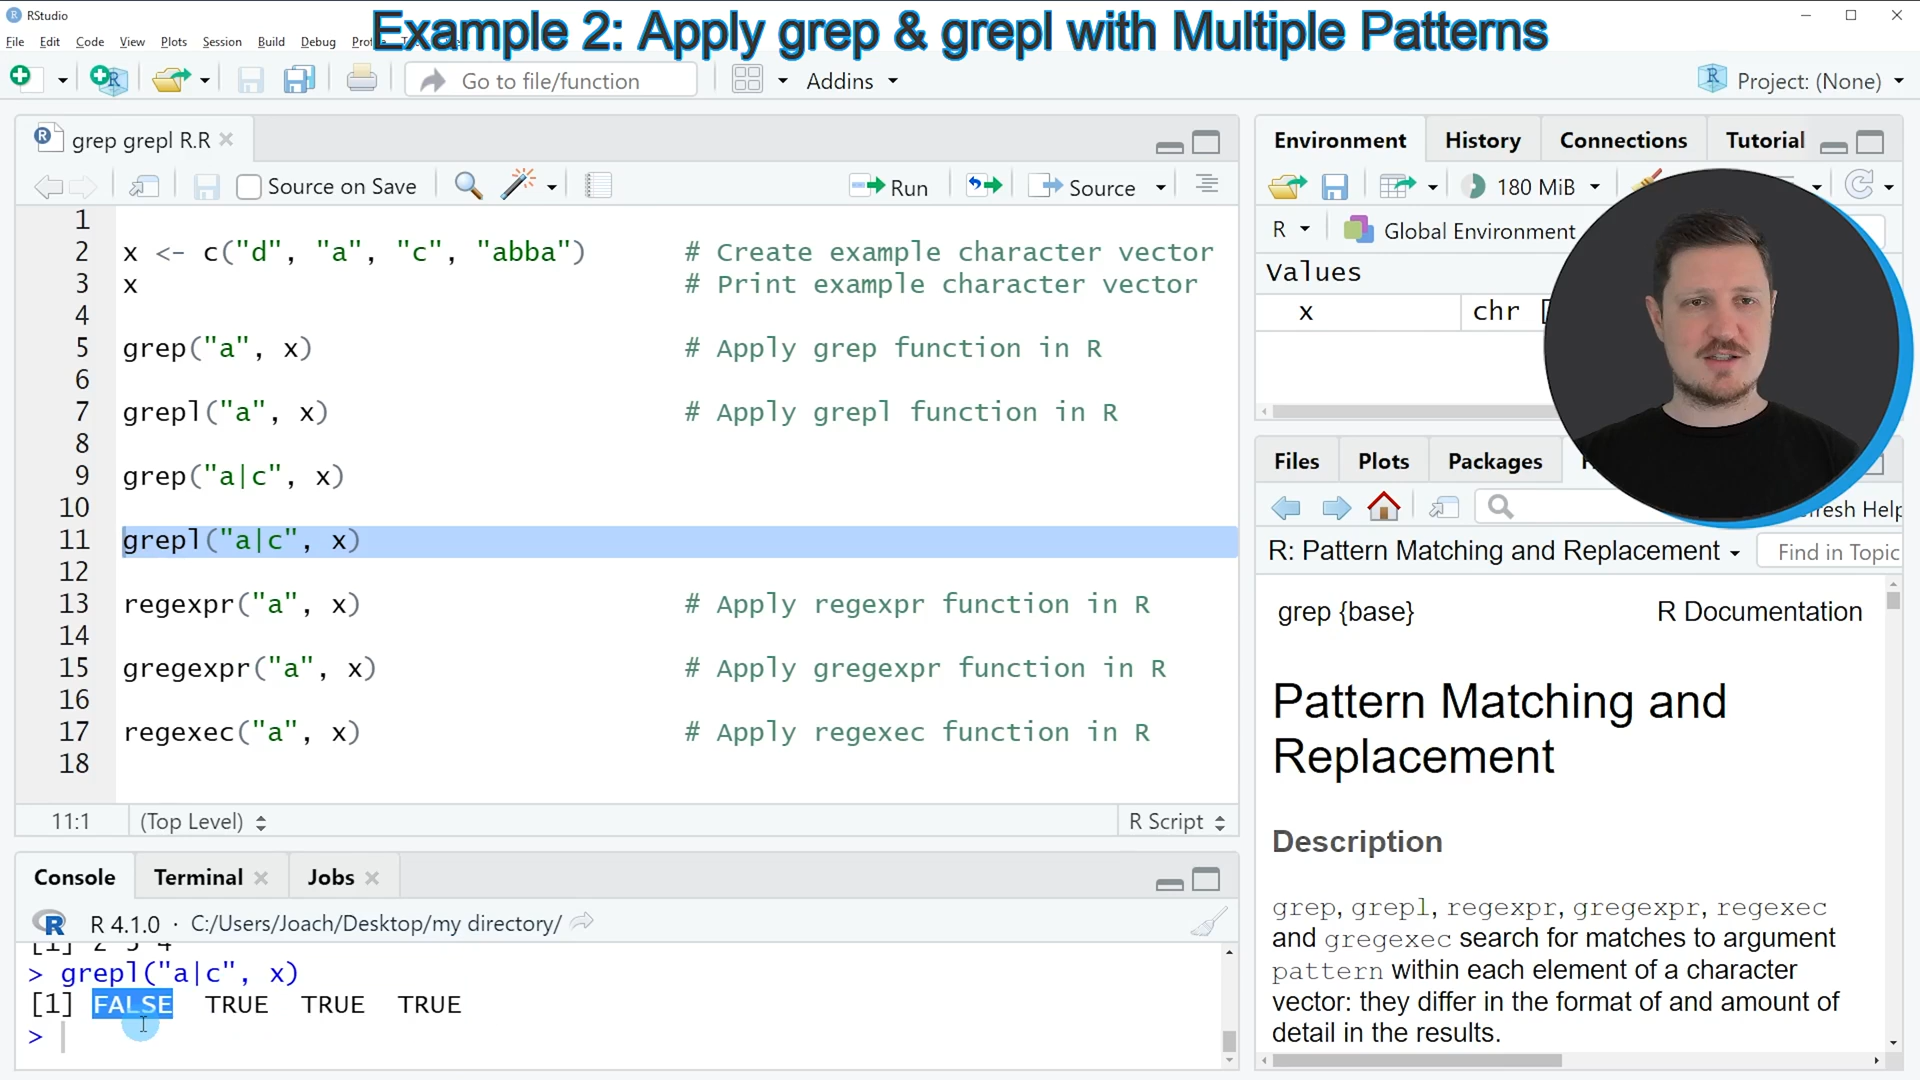 RStudio
Example 2: Apply grep & grepl with Multiple Patterns
File Edit Code View Plots Session Build Debug
Go to file/function
Addins
Project: (None)
grep grepl R.R
Source on Save
Run
Source
1
2 x <- c("d", "a", "c", "abba") # Create example character vector
3 x # Print example character vector
4
5 grep("a", x) # Apply grep function in R
6
7 grepl("a", x) # Apply grepl function in R
8
9 grep("a|c", x)
10
11 grepl("a|c", x)
12
13 regexpr("a", x) # Apply regexpr function in R
14
15 gregexpr("a", x) # Apply gregexpr function in R
16
17 regexec("a", x) # Apply regexec function in R
18
11:1 (Top Level) R Script
Console Terminal Jobs
R 4.1.0 · C:/Users/Joach/Desktop/my directory/
> grepl("a|c", x)
[1] FALSE TRUE TRUE TRUE
>
Environment History Connections Tutorial
180 MiB
R Global Environment
Values
x chr [
Files Plots Packages
R: Pattern Matching and Replacement Find in Topic
grep {base} R Documentation
Pattern Matching and
Replacement
Description
grep, grepl, regexpr, gregexpr, regexec
and gregexec search for matches to argument
pattern within each element of a character
vector: they differ in the format of and amount of
detail in the results.